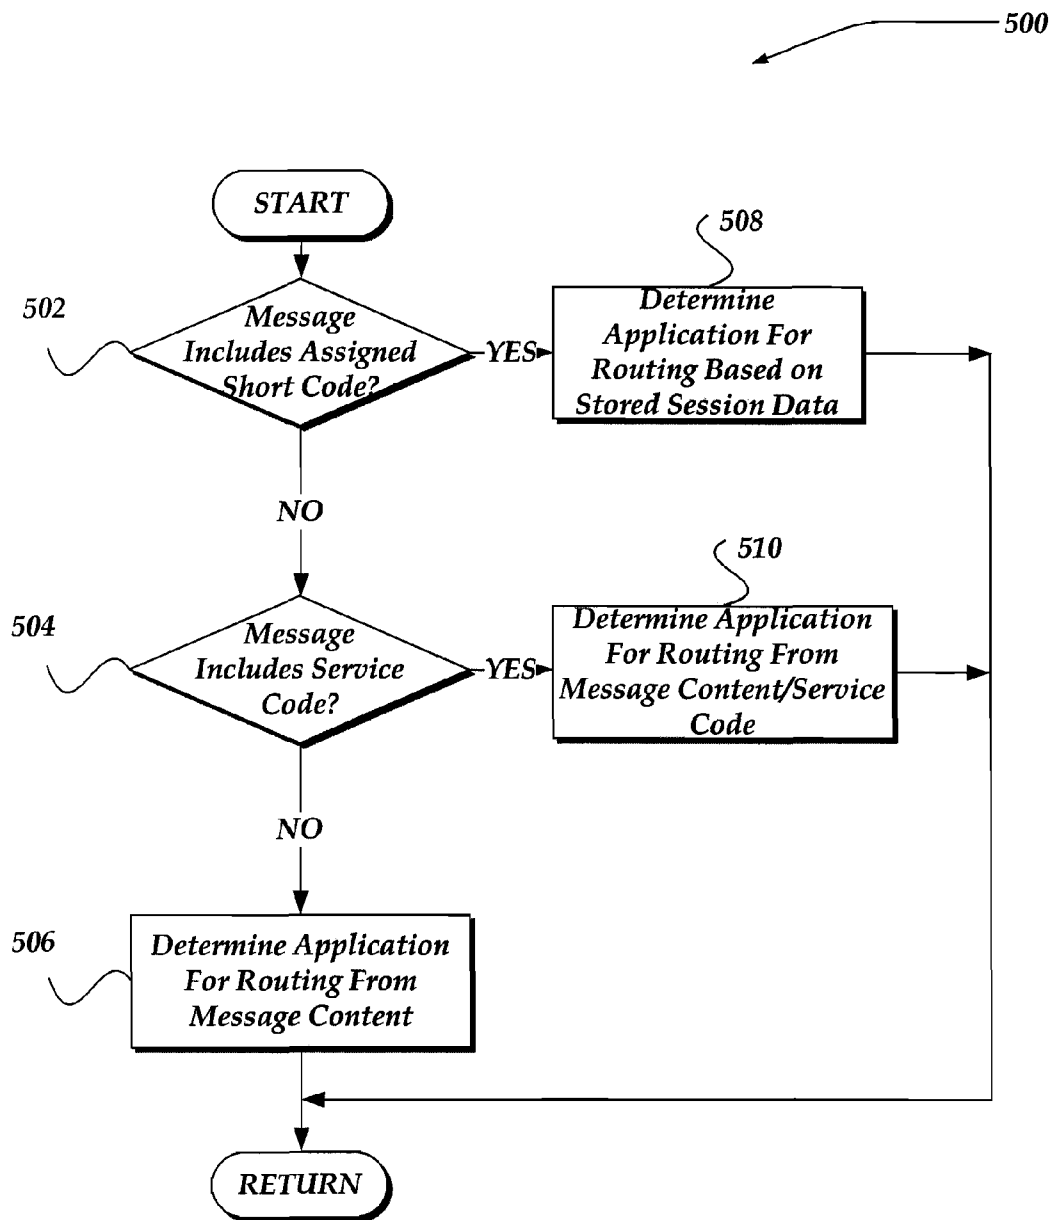 500
START
508
502
Message
Includes Assigned
Short Code?
YES
Determine
Application For
Routing Based on
Stored Session Data
NO
510
504
Message
Includes Service
Code?
YES
Determine Application
For Routing From
Message Content/Service
Code
NO
506
Determine Application
For Routing From
Message Content
RETURN